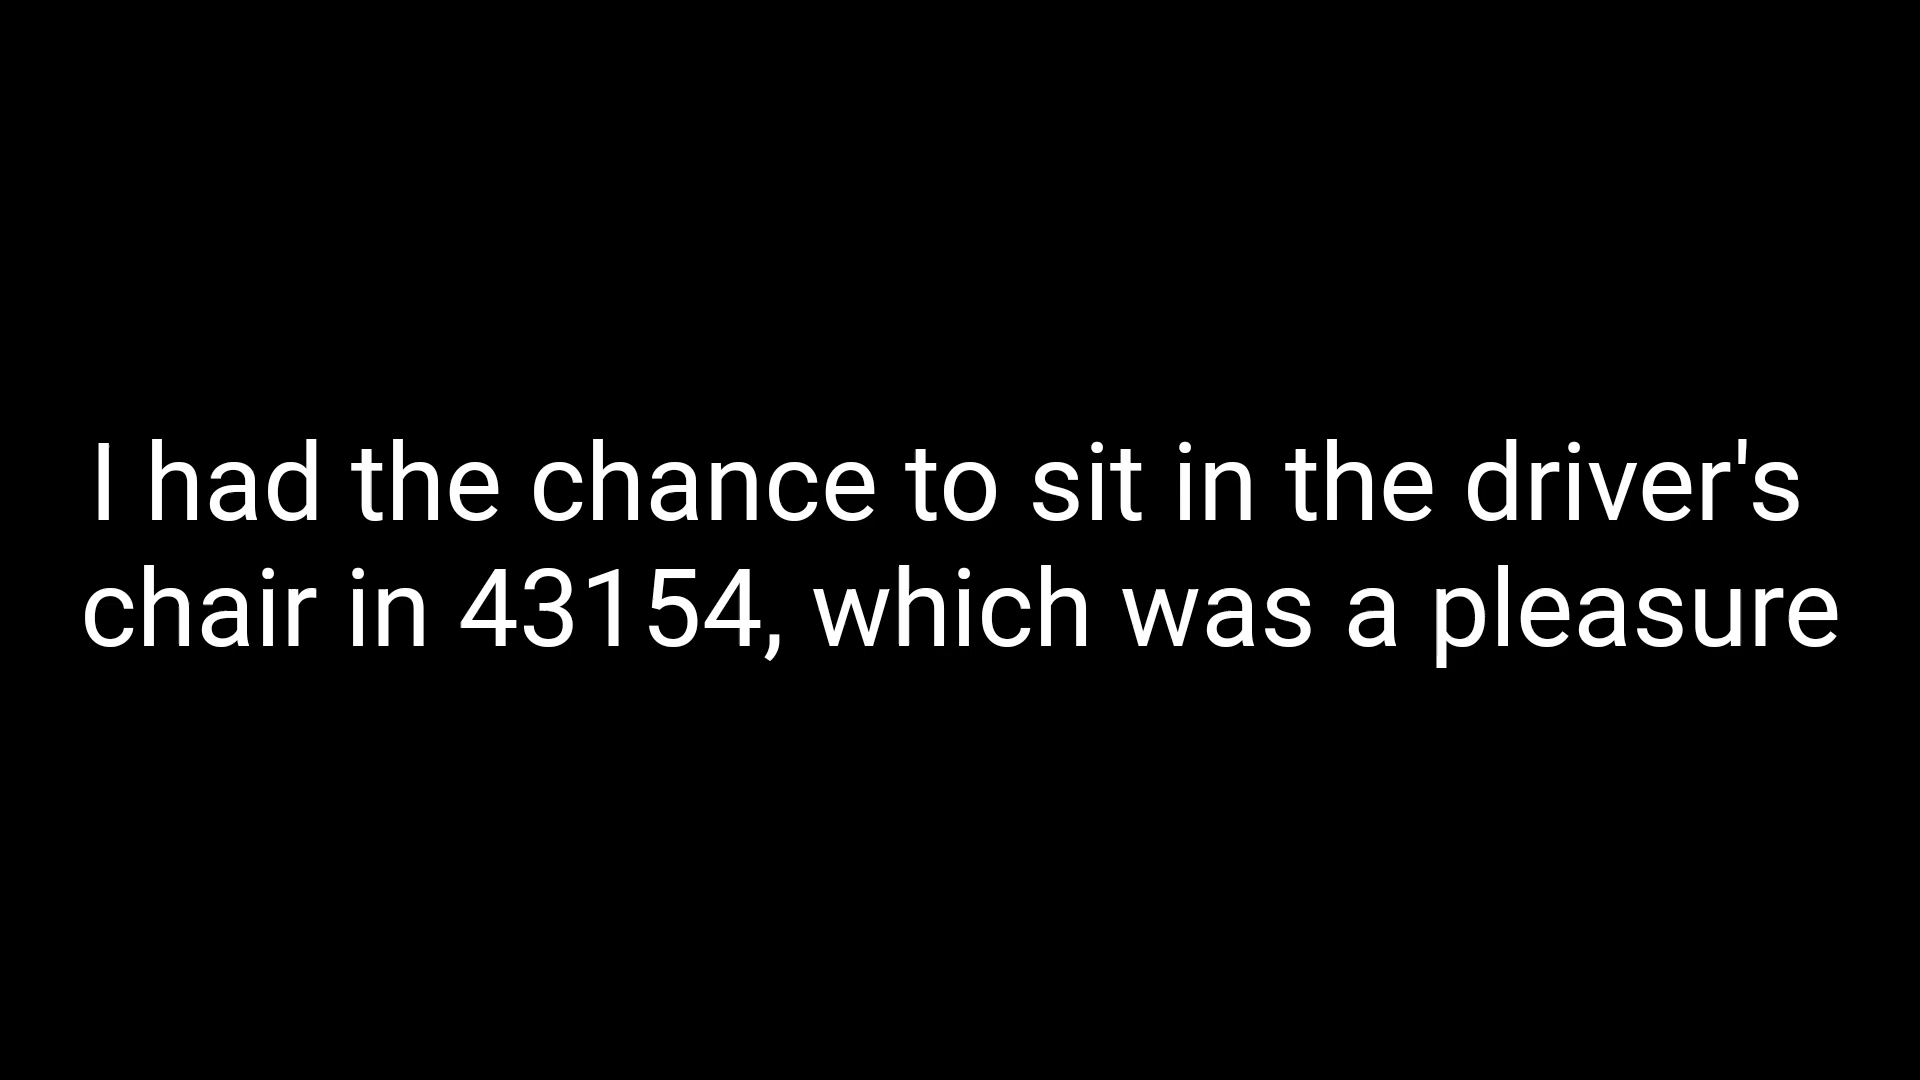 I had the chance to sit in the driver's
chair in 43154, which was a pleasure